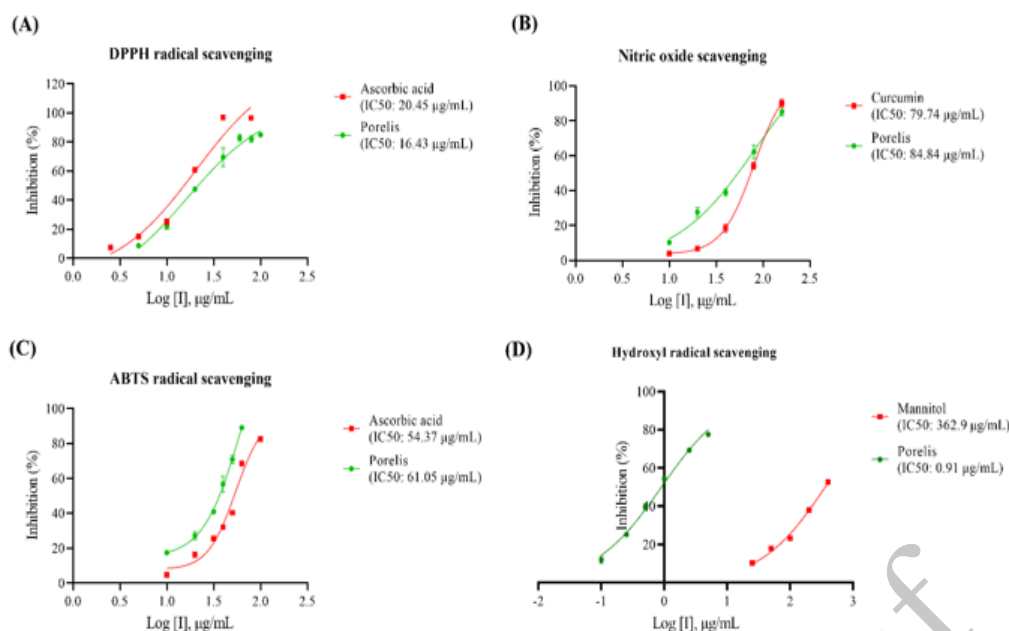 (A)
DPPH radical scavenging
Inhibition (%)
120
100
80
60
40
20
0
0.0
0.5
1.0
1.5
2.0
2.5
Log [I], µg/mL
Ascorbic acid
(IC50: 20.45 µg/mL)
Porelis
(IC50: 16.43 µg/mL)
(B)
Nitric oxide scavenging
Inhibition (%)
100
80
60
40
20
0
0.0
0.5
1.0
1.5
2.0
2.5
Log [I], µg/mL
Curcumin
(IC50: 79.74 µg/mL)
Porelis
(IC50: 84.84 µg/mL)
(C)
ABTS radical scavenging
Inhibition (%)
100
80
60
40
20
0
0.0
0.5
1.0
1.5
2.0
2.5
Log [I], µg/mL
Ascorbic acid
(IC50: 54.37 µg/mL)
Porelis
(IC50: 61.05 µg/mL)
(D)
Hydroxyl radical scavenging
Inhibition (%)
100
80
60
40
20
-2
-1
0
1
2
3
Log [I], µg/mL
Mannitol
(IC50: 362.9 µg/mL)
Porelis
(IC50: 0.91 µg/mL)
f